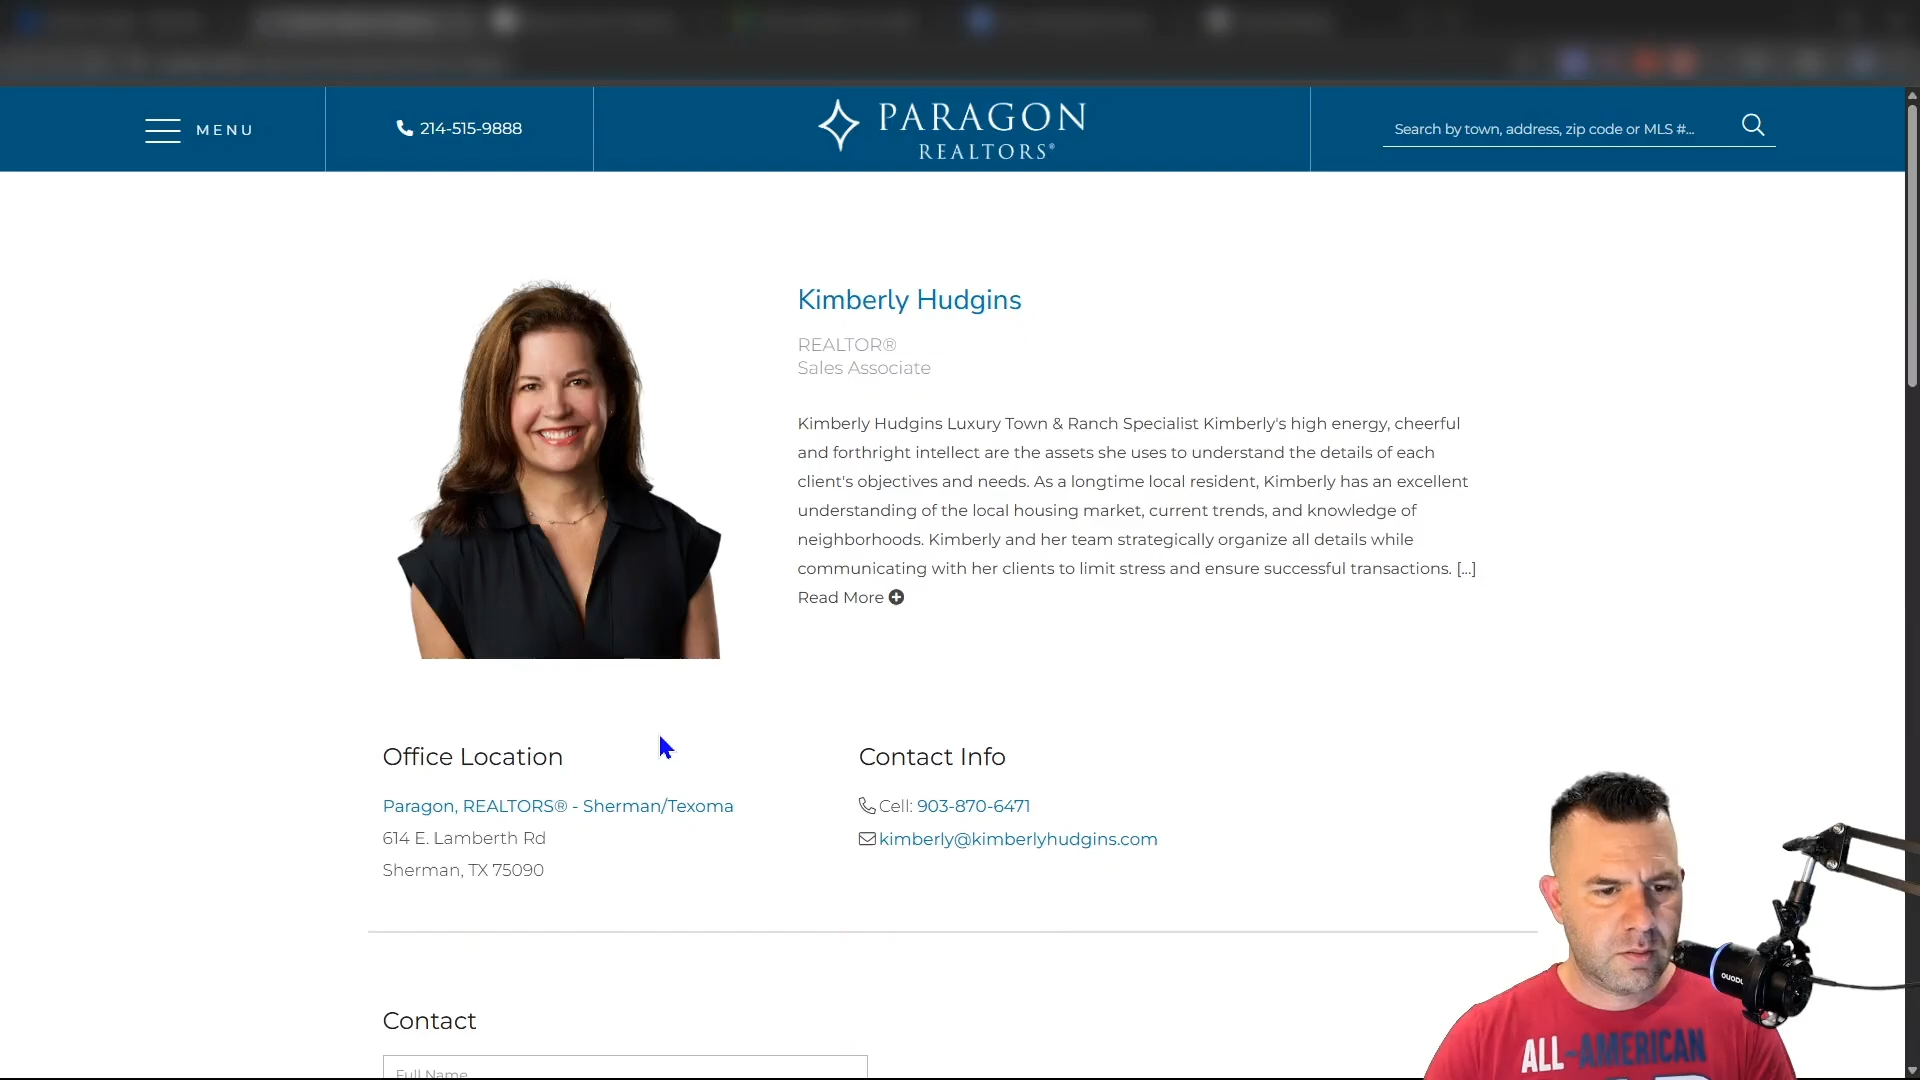 MENU
214-515-9888
PARAGON
REALTORS®
Search by town, address, zip code or MLS #...
Kimberly Hudgins
REALTOR®
Sales Associate
Kimberly Hudgins Luxury Town & Ranch Specialist Kimberly's high energy, cheerful
and forthright intellect are the assets she uses to understand the details of each
client's objectives and needs. As a longtime local resident, Kimberly has an excellent
understanding of the local housing market, current trends, and knowledge of
neighborhoods. Kimberly and her team strategically organize all details while
communicating with her clients to limit stress and ensure successful transactions. [...]
Read More
Office Location
Paragon, REALTORS® - Sherman/Texoma
614 E. Lamberth Rd
Sherman, TX 75090
Contact Info
Cell: 903-870-6471
kimberly@kimberlyhudgins.com
Contact
Full Name
ALL-AMERICAN